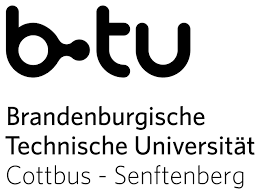 b-tu
Brandenburgische
Technische Universität
Cottbus - Senftenberg